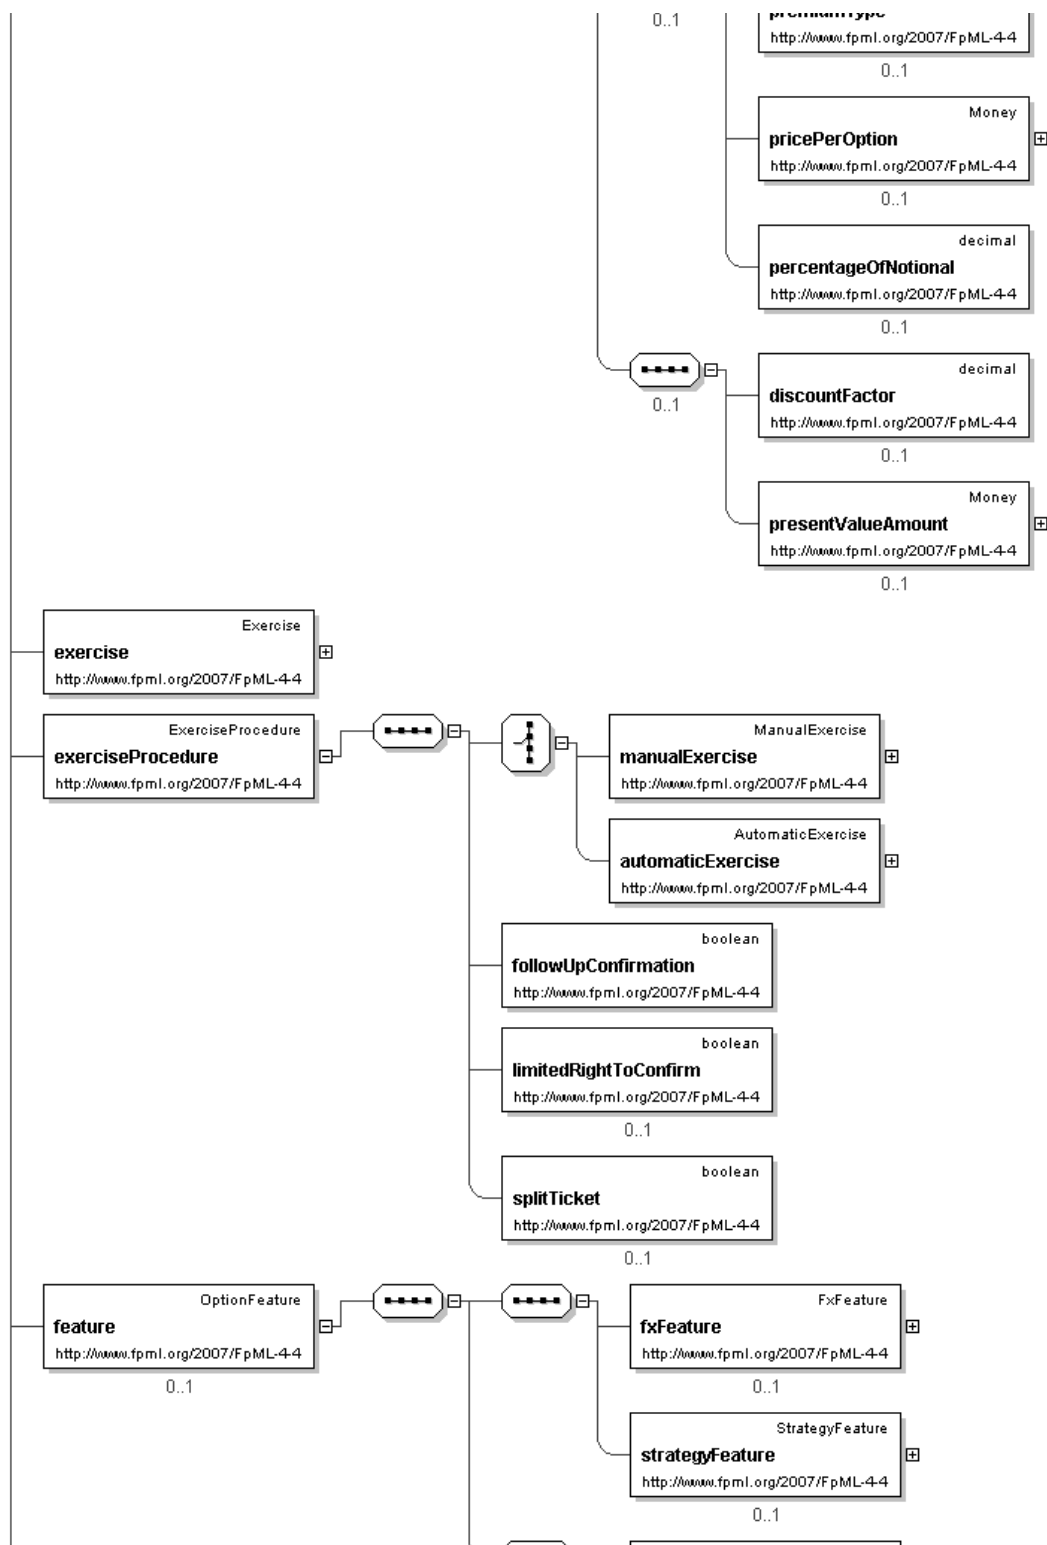 0..1
premiumType
http://www.fpml.org/2007/FpML-4-4
0..1
Money
pricePerOption
http://www.fpml.org/2007/FpML-4-4
0..1
decimal
percentageOfNotional
http://www.fpml.org/2007/FpML-4-4
0..1
decimal
discountFactor
http://www.fpml.org/2007/FpML-4-4
0..1
0..1
Money
presentValueAmount
http://www.fpml.org/2007/FpML-4-4
0..1
Exercise
exercise
http://www.fpml.org/2007/FpML-4-4
ExerciseProcedure
exerciseProcedure
http://www.fpml.org/2007/FpML-4-4
ManualExercise
manualExercise
http://www.fpml.org/2007/FpML-4-4
AutomaticExercise
automaticExercise
http://www.fpml.org/2007/FpML-4-4
boolean
followUpConfirmation
http://www.fpml.org/2007/FpML-4-4
boolean
limitedRightToConfirm
http://www.fpml.org/2007/FpML-4-4
0..1
boolean
splitTicket
http://www.fpml.org/2007/FpML-4-4
0..1
OptionFeature
feature
http://www.fpml.org/2007/FpML-4-4
0..1
FxFeature
fxFeature
http://www.fpml.org/2007/FpML-4-4
0..1
StrategyFeature
strategyFeature
http://www.fpml.org/2007/FpML-4-4
0..1